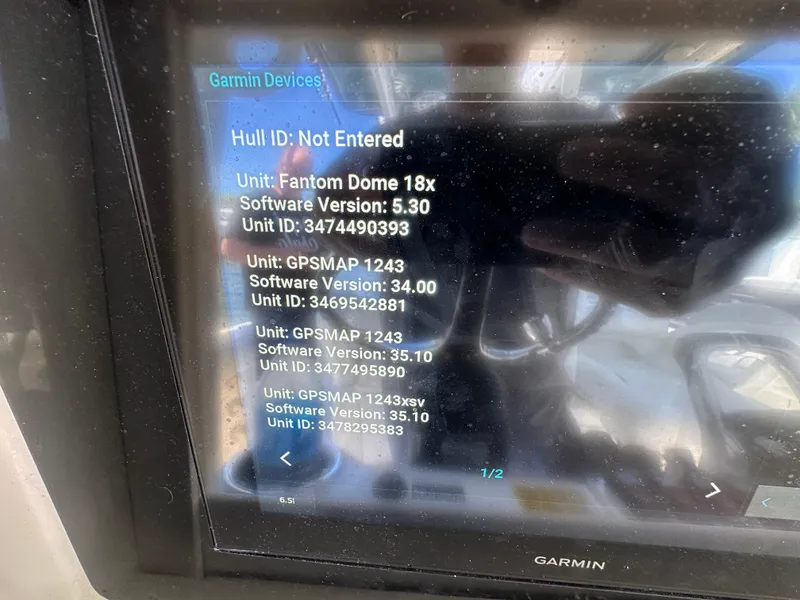 Garmin Devices
Hull ID: Not Entered
Unit: Fantom Dome 18x
Software Version: 5.30
Unit ID: 3474490393
Unit: GPSMAP 1243
Software Version: 34.00
Unit ID: 3469542881
Unit: GPSMAP 1243
Software Version: 35.10
Unit ID: 3477495890
Unit: GPSMAP 1243xsv
Software Version: 35.10
Unit ID: 3478295383
1/2
GARMIN